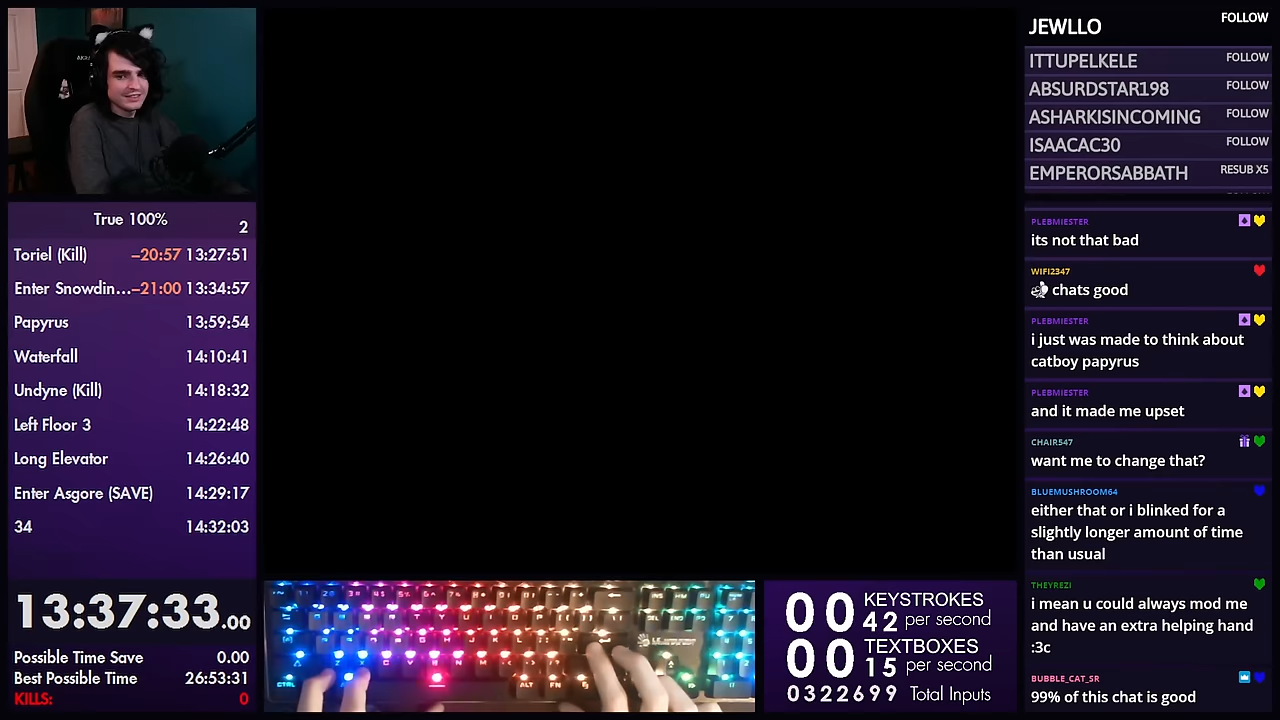 True 100%
2
Toriel (Kill) –20:57 13:27:51
Enter Snowdin...–21:00 13:34:57
Papyrus 13:59:54
Waterfall 14:10:41
Undyne (Kill) 14:18:32
Left Floor 3 14:22:48
Long Elevator 14:26:40
Enter Asgore (SAVE) 14:29:17
34 14:32:03
13:37:33.00
Possible Time Save 0.00
Best Possible Time 26:53:31
KILLS: 0
CTRL
ALT FN
00 KEYSTROKES
42 per second
00 TEXTBOXES
15 per second
0322699 Total Inputs
JEWLLO FOLLOW
ITTUPELKELE FOLLOW
ABSURDSTAR198 FOLLOW
ASHARKISINCOMING FOLLOW
ISAACAC30 FOLLOW
EMPERORSABBATH RESUB X5
PLEBMIESTER
its not that bad
WIFI2347
chats good
PLEBMIESTER
i just was made to think about
catboy papyrus
PLEBMIESTER
and it made me upset
CHAIR547
want me to change that?
BLUEMUSHROOM64
either that or i blinked for a
slightly longer amount of time
than usual
THEYREZI
i mean u could always mod me
and have an extra helping hand
:3c
BUBBLE_CAT_SR
99% of this chat is good